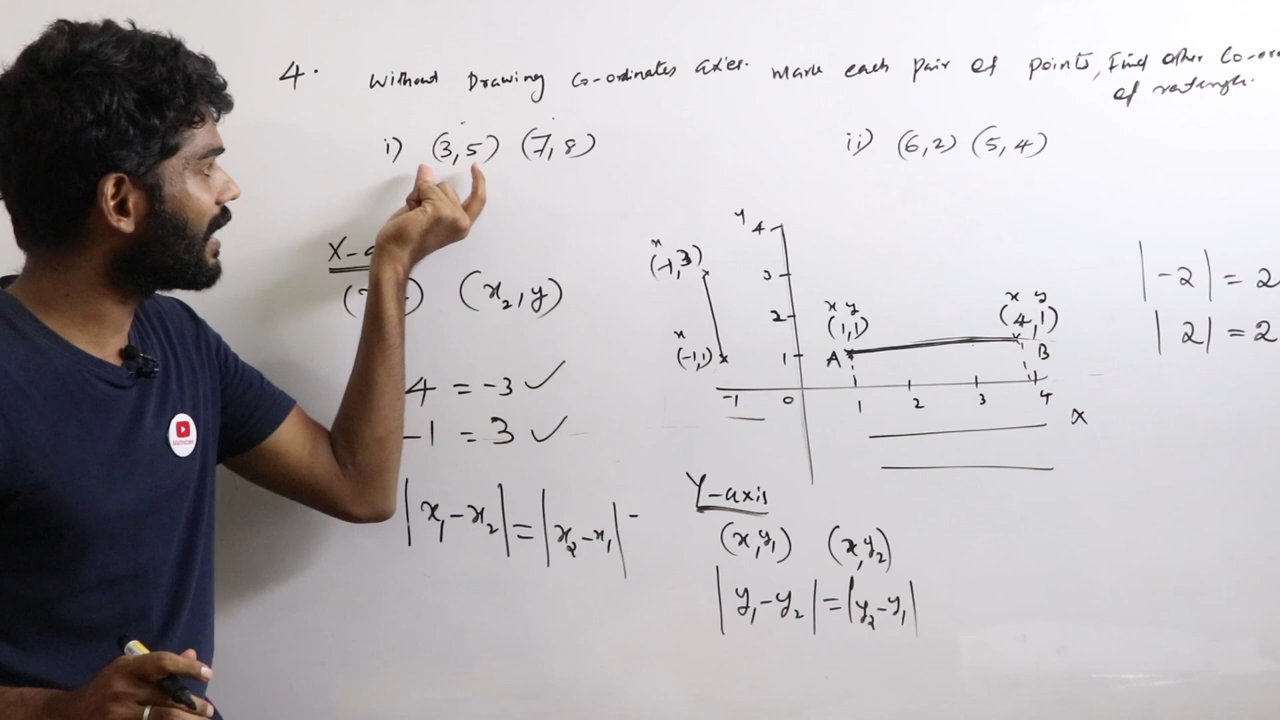 4. Without Drawing Co-ordinates axes. Mark each pair of points, Find other Co-or
of rectangle.
i) (3,5) (7,8)
ii) (6,2) (5,4)
X-a
(x₂, y)
4 = -3 ✓
-1 = 3 ✓
|x₁ - x₂| = |x₂ - x₁| -
y
4
3
2
1
x
(-1,3)
x
(-1,1)
x y
(1,1)
A
x y
(4,1)
B
-1 0 1 2 3 4
X
Y-axis
(x,y₁) (x,y₂)
|y₁ - y₂| = |y₂ - y₁|
|-2| = 2
|2| = 2